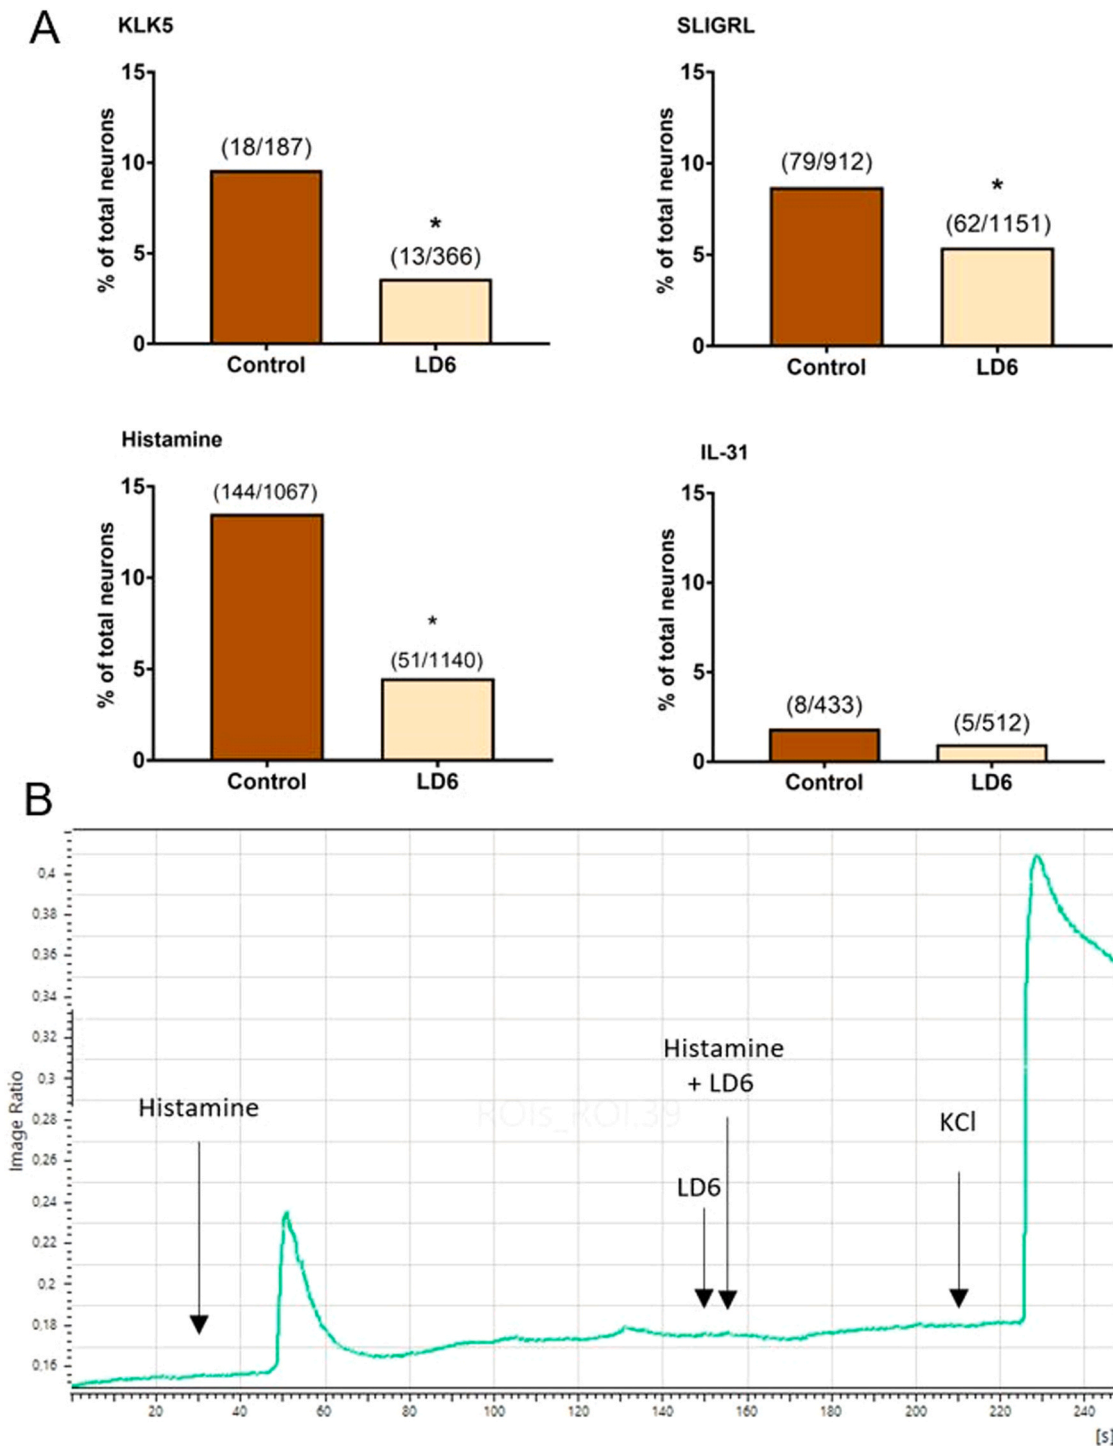 A
KLK5
15
10
5
0
% of total neurons
(18/187)
*
(13/366)
Control
LD6
SLIGRL
15
10
5
0
% of total neurons
(79/912)
*
(62/1151)
Control
LD6
Histamine
15
10
5
0
% of total neurons
(144/1067)
*
(51/1140)
Control
LD6
IL-31
15
10
5
0
% of total neurons
(8/433)
(5/512)
Control
LD6
B
Image Ratio
0,4
0,38
0,36
0,34
0,32
0,3
0,28
0,26
0,24
0,22
0,2
0,18
0,16
Histamine
Histamine
+ LD6
ROIs_ROI.39
LD6
KCl
20
40
60
80
100
120
140
160
180
200
220
240
[s]